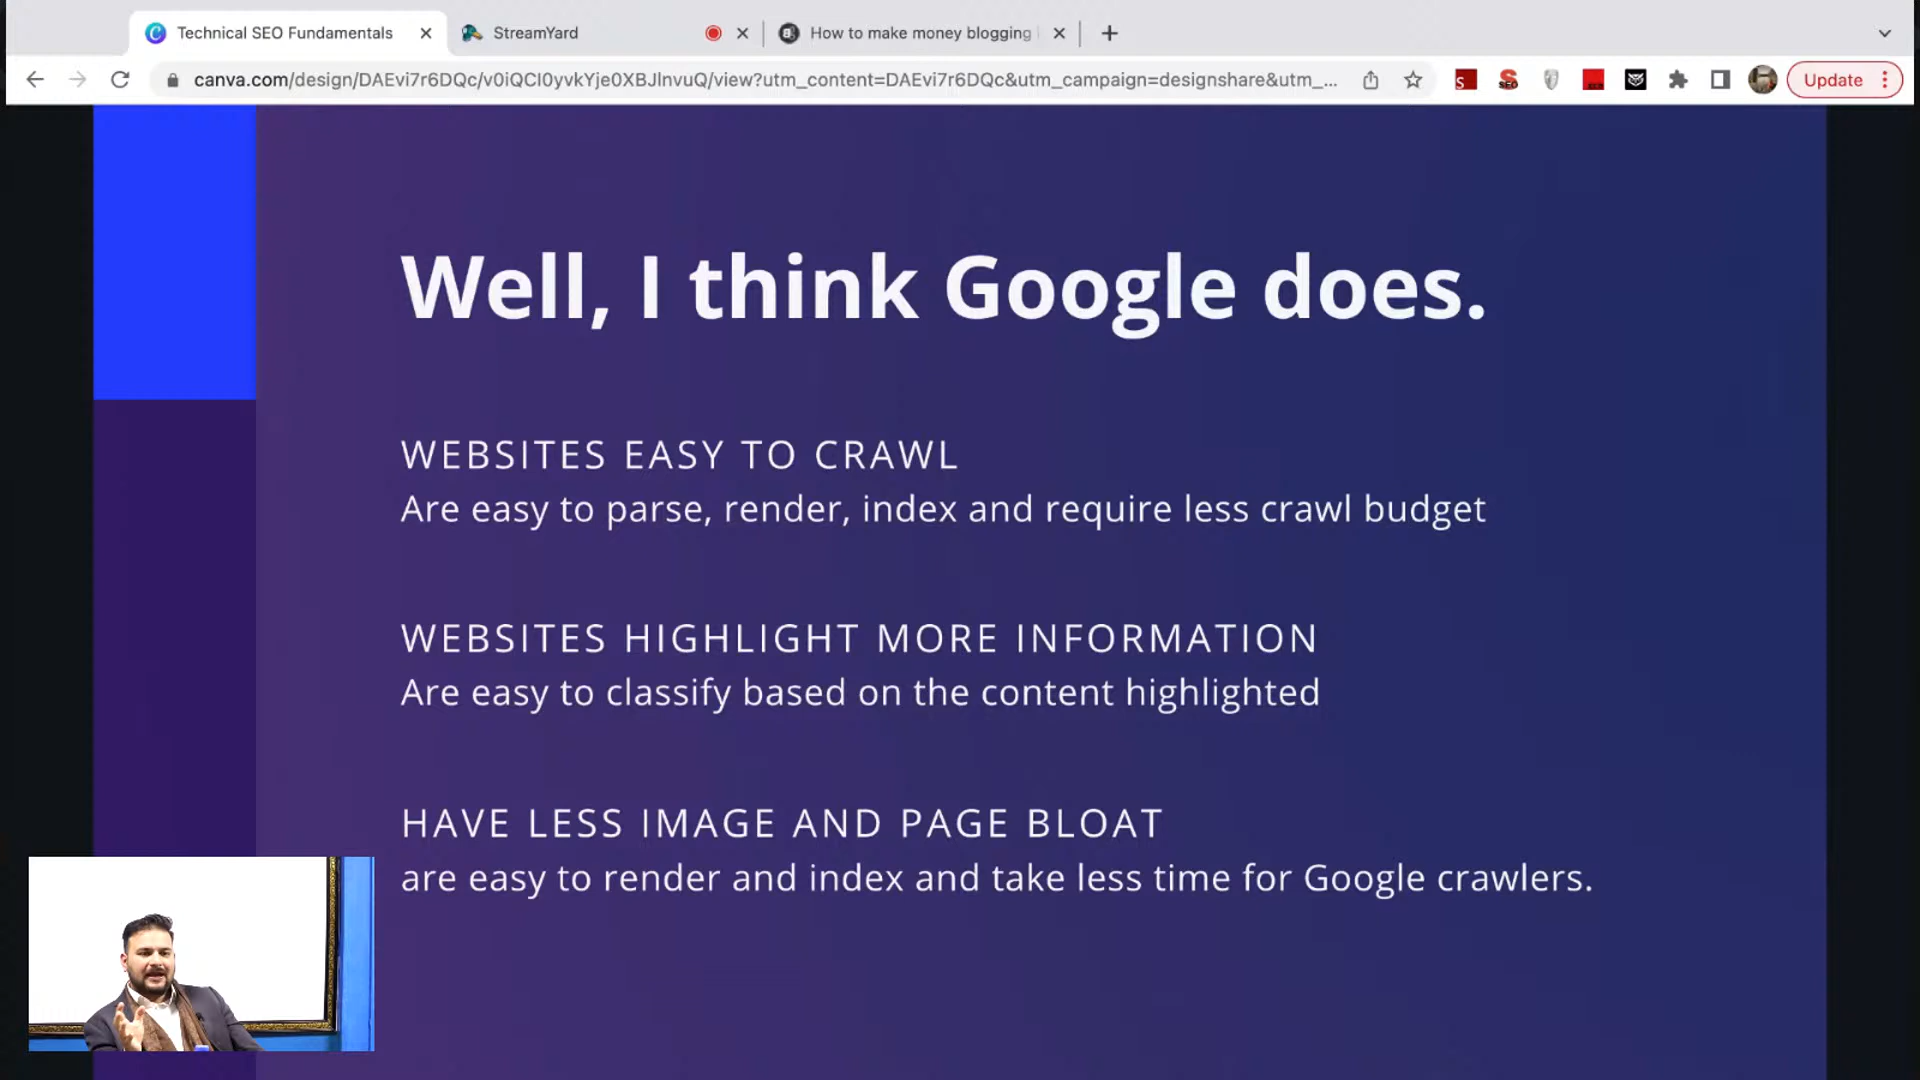 Technical SEO Fundamentals
StreamYard
How to make money blogging
canva.com/design/DAEvi7r6DQc/v0iQCI0yvkYje0XBJlnvuQ/view?utm_content=DAEvi7r6DQc&utm_campaign=designshare&utm_...
Update
Well, I think Google does.
WEBSITES EASY TO CRAWL
Are easy to parse, render, index and require less crawl budget
WEBSITES HIGHLIGHT MORE INFORMATION
Are easy to classify based on the content highlighted
HAVE LESS IMAGE AND PAGE BLOAT
are easy to render and index and take less time for Google crawlers.